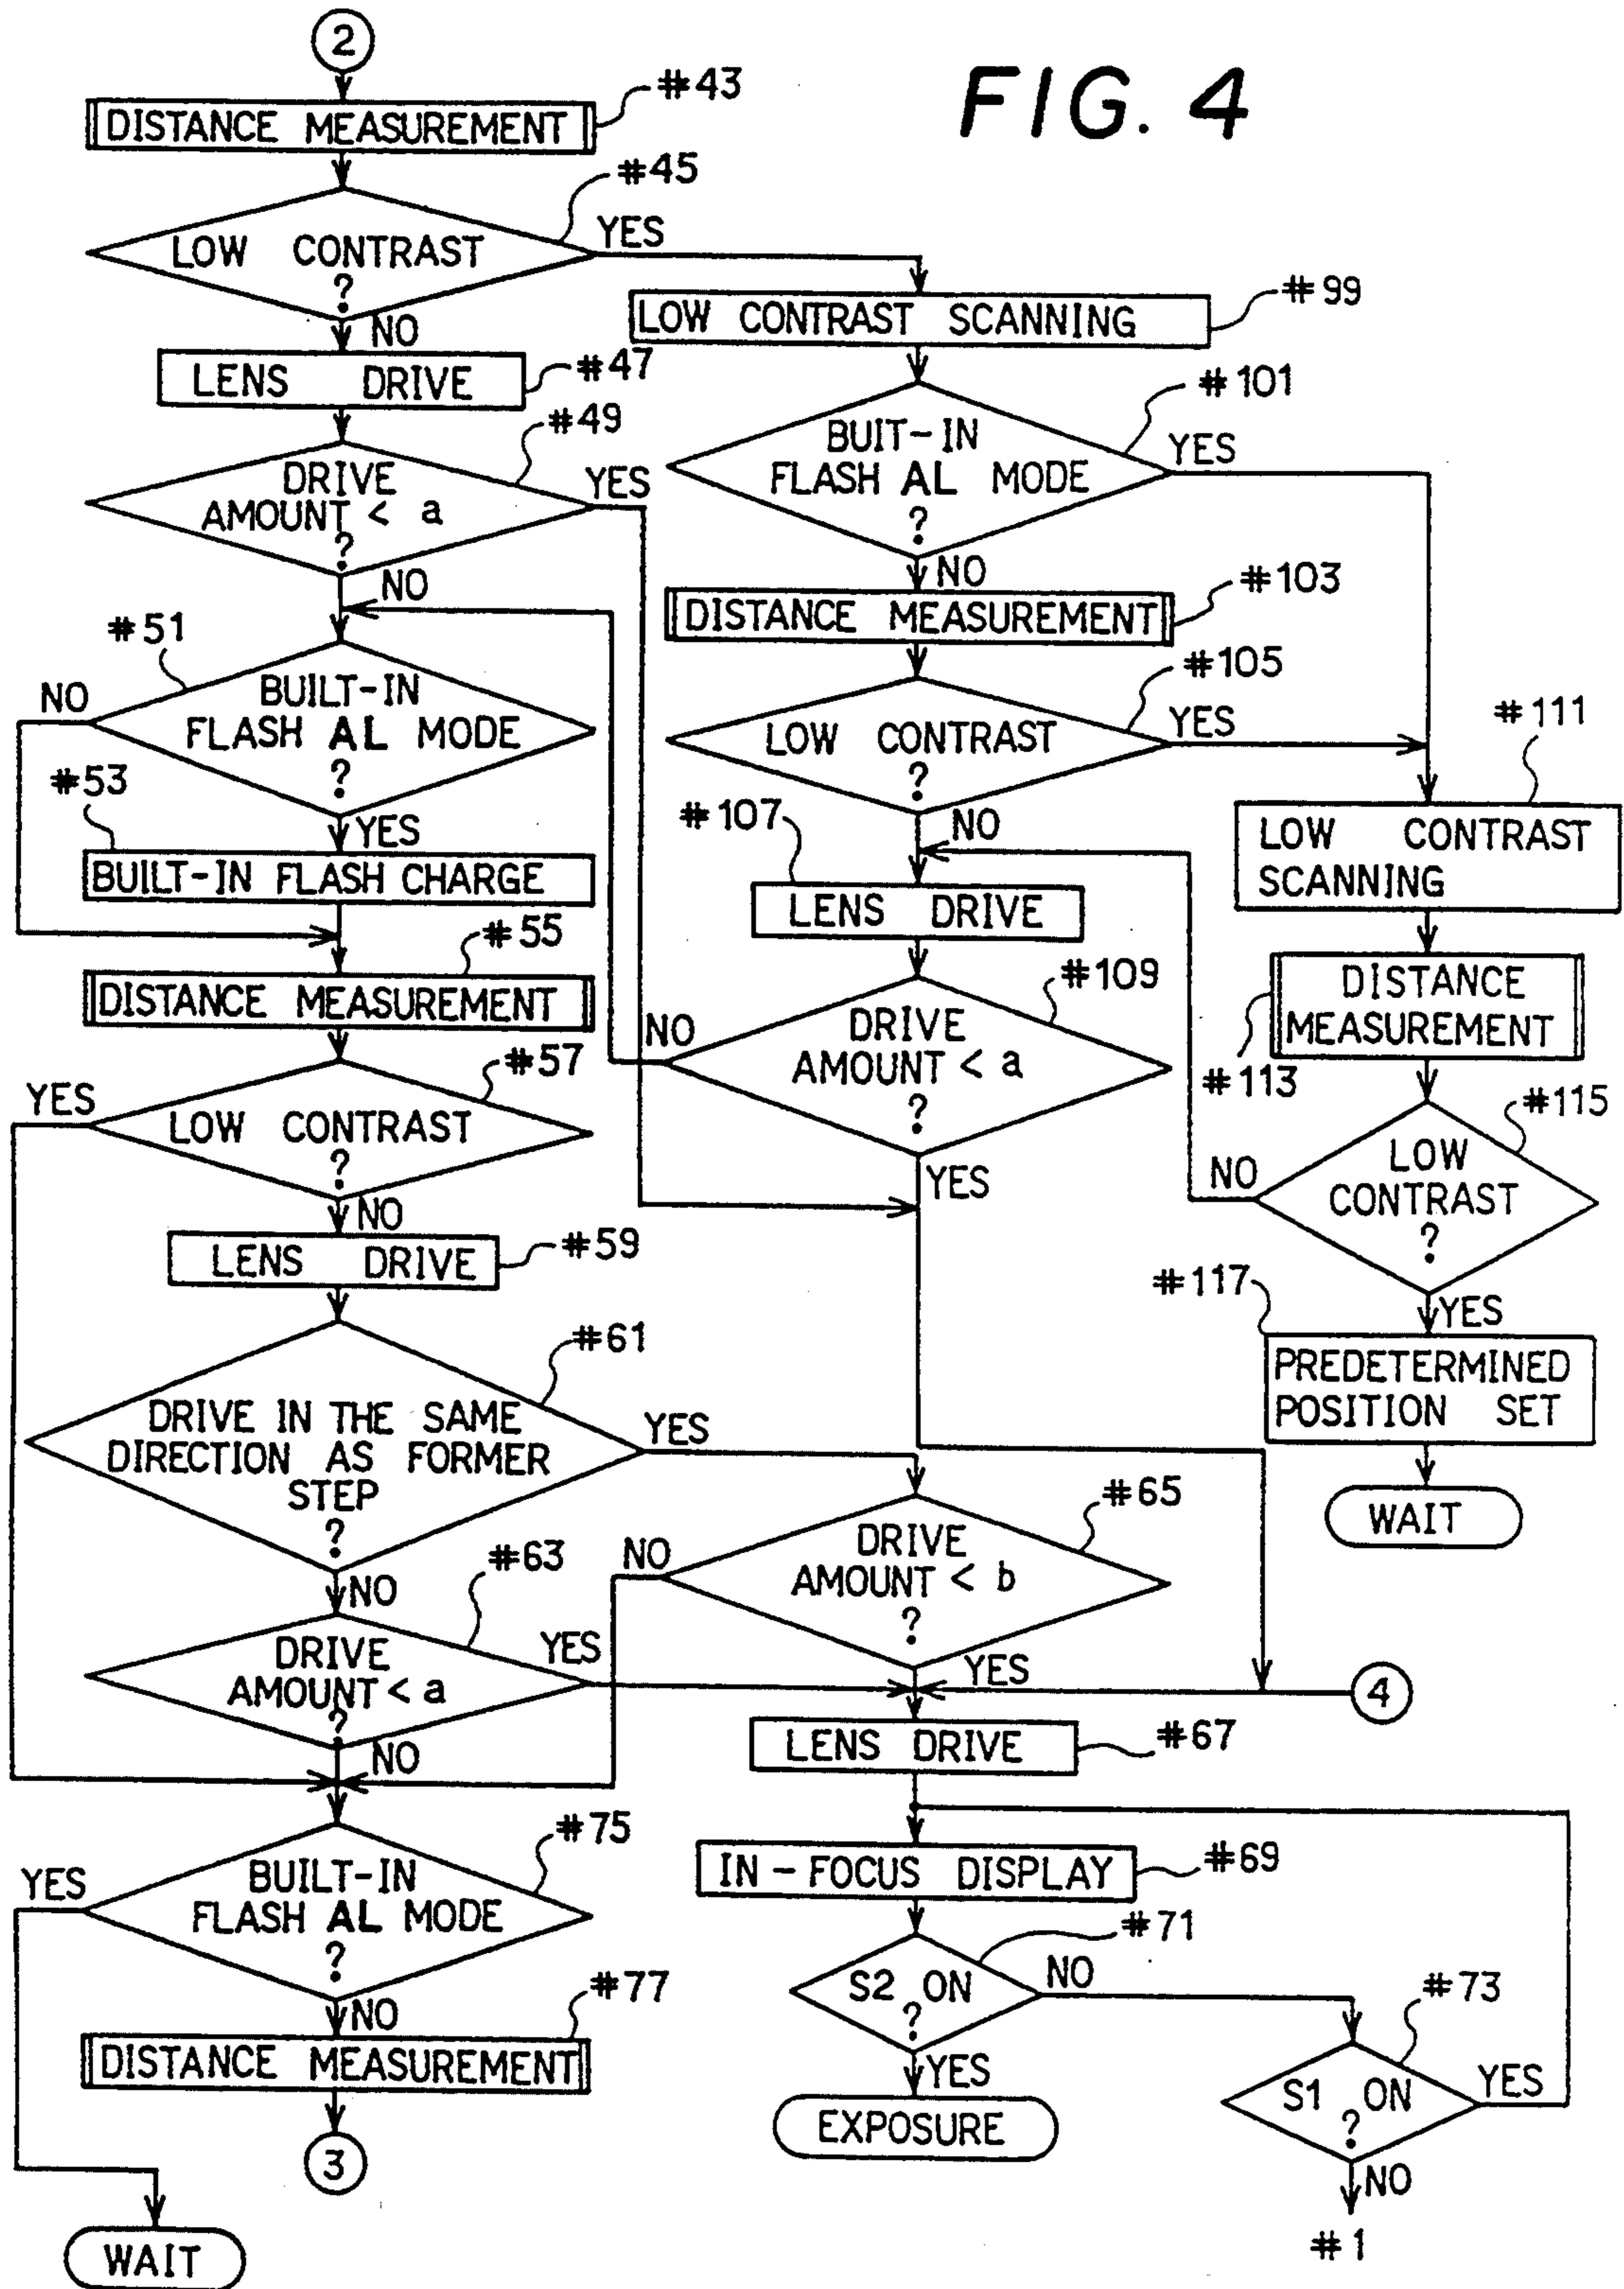 2
FIG. 4
#43
DISTANCE MEASUREMENT
#45
LOW CONTRAST
?
YES
NO
#99
LOW CONTRAST SCANNING
#47
LENS DRIVE
#101
BUIT-IN
FLASH AL MODE
?
YES
NO
#49
DRIVE
AMOUNT < a
?
YES
NO
#103
DISTANCE MEASUREMENT
#51
BUILT-IN
FLASH AL MODE
?
NO
YES
#105
LOW CONTRAST
?
YES
NO
#111
LOW CONTRAST
SCANNING
#53
BUILT-IN FLASH CHARGE
#107
LENS DRIVE
#55
DISTANCE MEASUREMENT
#109
DRIVE
AMOUNT < a
?
NO
YES
DISTANCE
MEASUREMENT
#113
#57
LOW CONTRAST
?
YES
NO
#115
LOW
CONTRAST
?
NO
YES
#59
LENS DRIVE
#117
PREDETERMINED
POSITION SET
WAIT
#61
DRIVE IN THE SAME
DIRECTION AS FORMER
STEP
?
YES
NO
#65
DRIVE
AMOUNT < b
?
NO
YES
#63
DRIVE
AMOUNT < a
?
YES
NO
4
#67
LENS DRIVE
#75
BUILT-IN
FLASH AL MODE
?
YES
NO
#69
IN-FOCUS DISPLAY
#71
S2 ON
?
NO
YES
#73
S1 ON
?
YES
NO
#77
DISTANCE MEASUREMENT
EXPOSURE
3
#1
WAIT